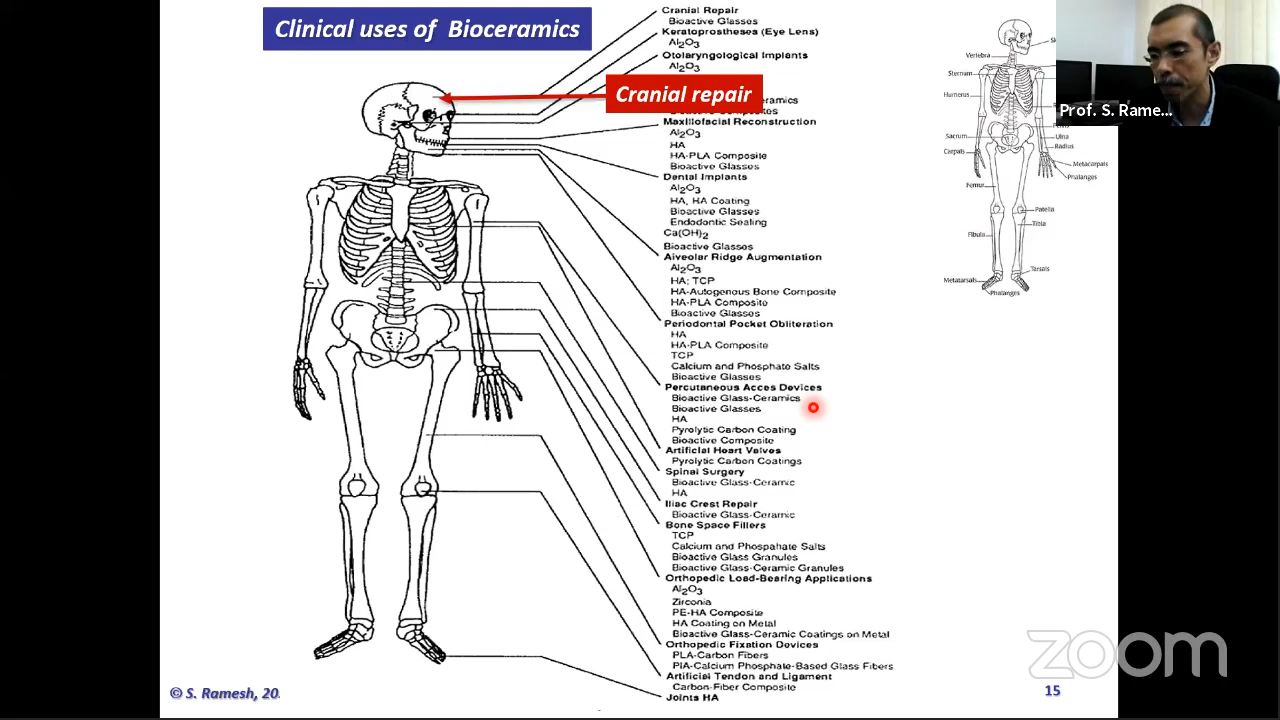 Clinical uses of Bioceramics
Cranial Repair
Bioactive Glasses
Keratoprostheses (Eye Lens)
Al2O3
Otolaryngological Implants
Al2O3
Cranial repair
Maxillofacial Reconstruction
Al2O3
HA
HA-PLA Composite
Bioactive Glasses
Dental Implants
Al2O3
HA, HA Coating
Bioactive Glasses
Endodontic Sealing
Ca(OH)2
Bioactive Glasses
Alveolar Ridge Augmentation
Al2O3
HA; TCP
HA-Autogenous Bone Composite
HA-PLA Composite
Bioactive Glasses
Periodontal Pocket Obliteration
HA
HA-PLA Composite
TCP
Calcium and Phosphate Salts
Bioactive Glasses
Percutaneous Acces Devices
Bioactive Glass-Ceramics
Bioactive Glasses
HA
Pyrolytic Carbon Coating
Bioactive Composite
Artificial Heart Valves
Pyrolytic Carbon Coatings
Spinal Surgery
Bioactive Glass-Ceramic
HA
Iliac Crest Repair
Bioactive Glass-Ceramic
Bone Space Fillers
TCP
Calcium and Phospahate Salts
Bioactive Glass Granules
Bioactive Glass-Ceramic Granules
Orthopedic Load-Bearing Applications
Al2O3
Zirconia
PE-HA Composite
HA Coating on Metal
Bioactive Glass-Ceramic Coatings on Metal
Orthopedic Fixation Devices
PLA-Carbon Fibers
PlA-Calcium Phosphate-Based Glass Fibers
Artificial Tendon and Ligament
Carbon-Fiber Composite
Joints HA
Vertebra
Sternum
Humerus
Sacrum
Carpals
Femur
Fibula
Metatarsals
Phalanges
Ulna
Radius
Metacarpals
Phalanges
Patella
Tibia
Tarsals
Prof. S. Rame...
zoom
© S. Ramesh, 20
15